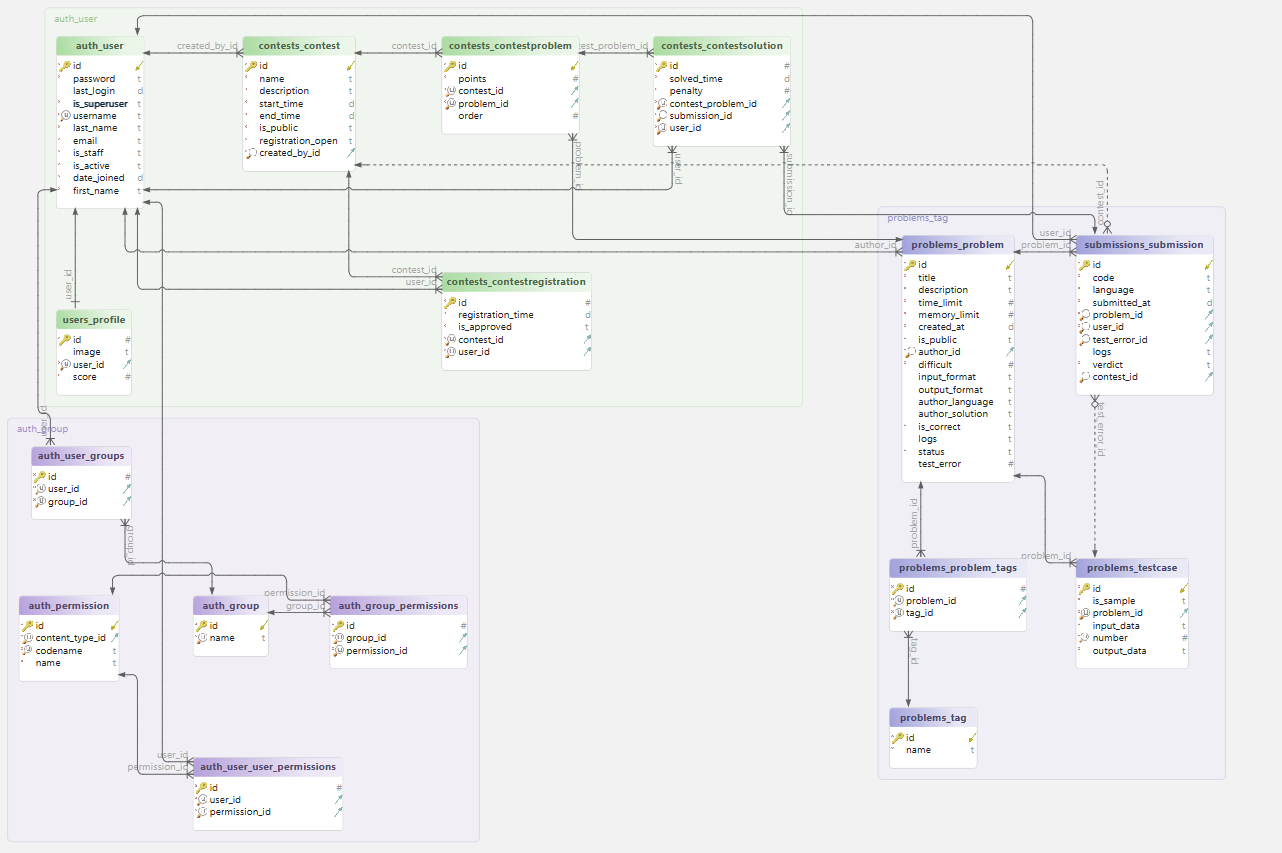 auth_user
auth_user
id
password t
last_login d
is_superuser t
username t
last_name t
email t
is_staff t
is_active t
date_joined d
first_name t
created_by_id
contests_contest
id
name t
description t
start_time d
end_time d
is_public t
registration_open t
created_by_id
contest_id
contests_contestproblem
id
points #
contest_id
problem_id
order #
test_problem_id
contests_contestsolution
id #
solved_time d
penalty #
contest_problem_id
submission_id
user_id
problem_id
user_id
submission_id
contest_id
user_id
contests_contestregistration
id #
registration_time d
is_approved t
contest_id
user_id
user_id
users_profile
id #
image t
user_id
score #
problems_tag
contest_id
author_id
problems_problem
id
title t
description t
time_limit #
memory_limit #
created_at d
is_public t
author_id
difficult #
input_format t
output_format t
author_language t
author_solution t
is_correct t
logs t
status t
test_error #
user_id
problem_id
submissions_submission
id
code t
language t
submitted_at d
problem_id
user_id
test_error_id
logs t
verdict t
contest_id
test_error_id
problem_id
problems_problem_tags
id #
problem_id
tag_id
problem_id
problems_testcase
id
is_sample t
problem_id
input_data t
number #
output_data t
tag_id
problems_tag
id
name t
auth_group
user_id
auth_user_groups
id #
user_id
group_id
group_id
auth_permission
id
content_type_id
codename t
name t
auth_group
id
name t
permission_id
group_id
auth_group_permissions
id #
group_id
permission_id
user_id
permission_id
auth_user_user_permissions
id #
user_id
permission_id